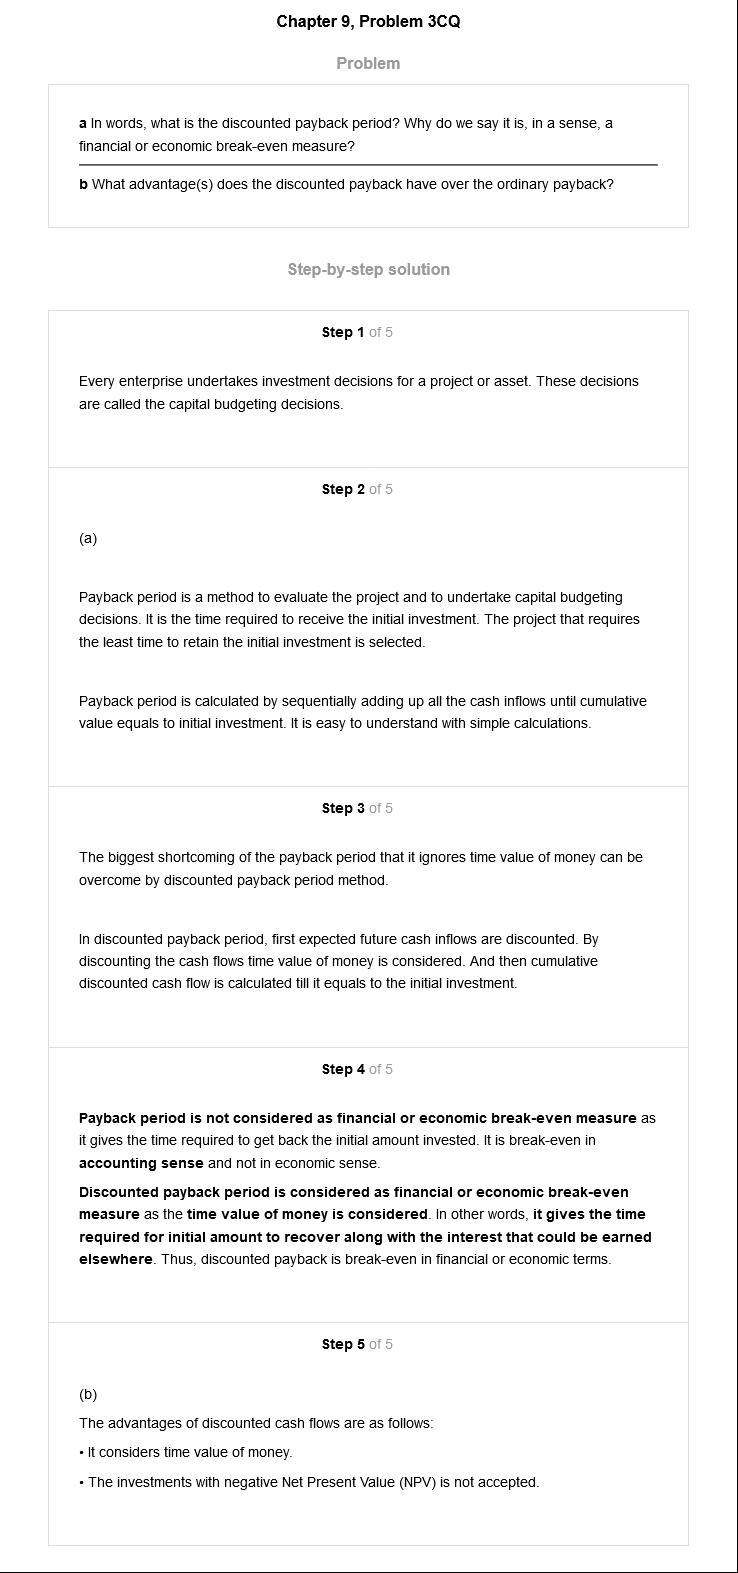 Chapter 9, Problem 3CQ
Problem
a In words, what is the discounted payback period? Why do we say it is, in a sense, a
financial or economic break-even measure?
b What advantage(s) does the discounted payback have over the ordinary payback?
Step-by-step solution
Step 1 of 5
Every enterprise undertakes investment decisions for a project or asset. These decisions
are called the capital budgeting decisions.
Step 2 of 5
(a)
Payback period is a method to evaluate the project and to undertake capital budgeting
decisions. It is the time required to receive the initial investment. The project that requires
the least time to retain the initial investment is selected.
Payback period is calculated by sequentially adding up all the cash inflows until cumulative
value equals to initial investment. It is easy to understand with simple calculations.
Step 3 of 5
The biggest shortcoming of the payback period that it ignores time value of money can be
overcome by discounted payback period method.
In discounted payback period, first expected future cash inflows are discounted. By
discounting the cash flows time value of money is considered. And then cumulative
discounted cash flow is calculated till it equals to the initial investment.
Step 4 of 5
Payback period is not considered as financial or economic break-even measure as
it gives the time required to get back the initial amount invested. It is break-even in
accounting sense and not in economic sense.
Discounted payback period is considered as financial or economic break-even
measure as the time value of money is considered. In other words, it gives the time
required for initial amount to recover along with the interest that could be earned
elsewhere. Thus, discounted payback is break-even in financial or economic terms.
Step 5 of 5
(b)
The advantages of discounted cash flows are as follows:
• It considers time value of money.
• The investments with negative Net Present Value (NPV) is not accepted.